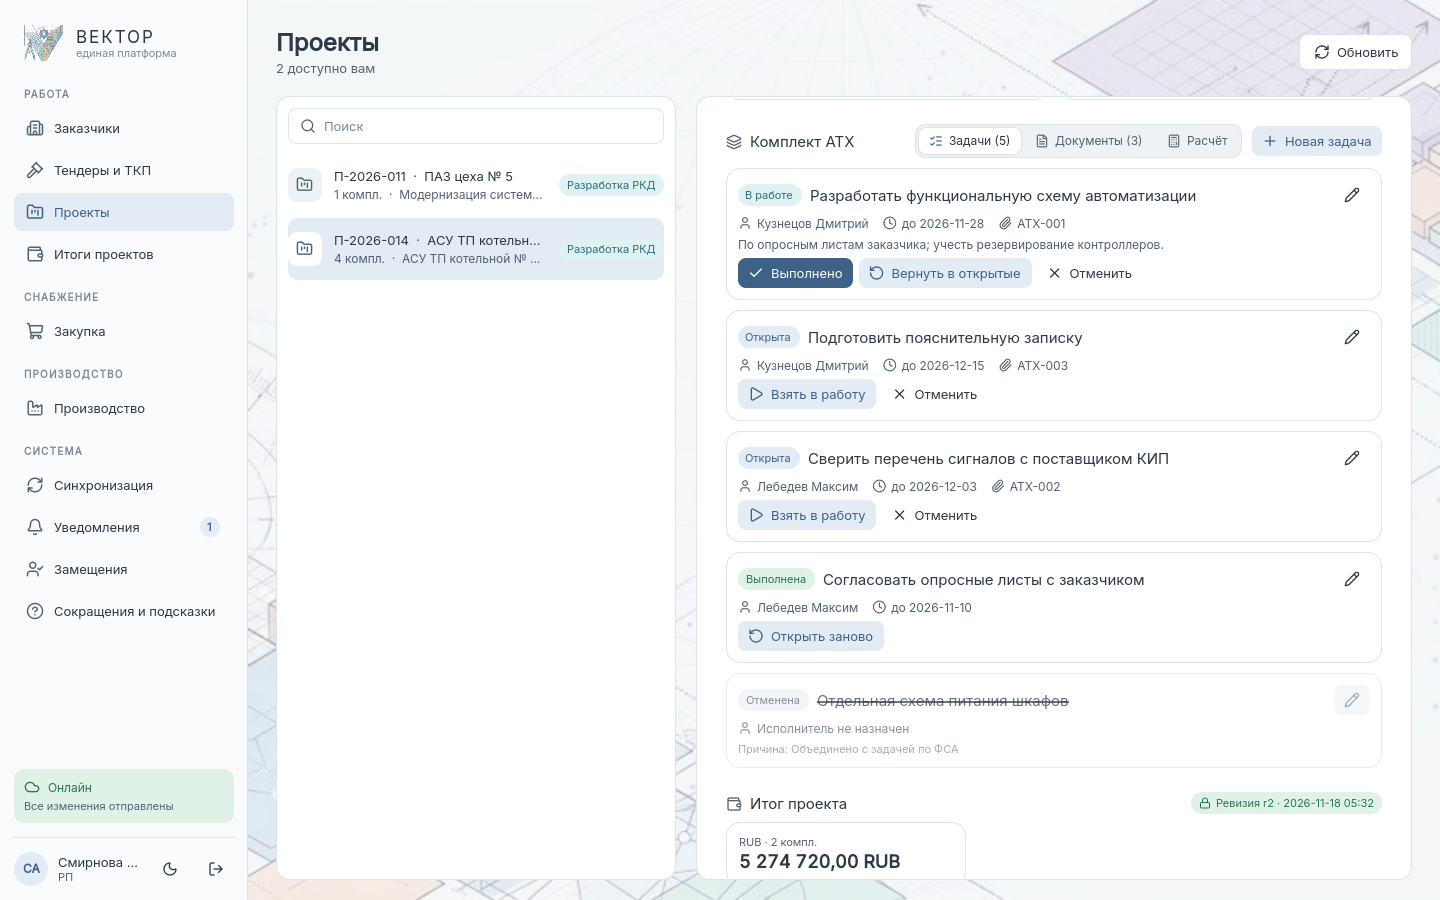 ВЕКТОР
единая платформа
РАБОТА
Заказчики
Тендеры и ТКП
Проекты
Итоги проектов
СНАБЖЕНИЕ
Закупка
ПРОИЗВОДСТВО
Производство
СИСТЕМА
Синхронизация
Уведомления 1
Замещения
Сокращения и подсказки
Онлайн
Все изменения отправлены
СА
Смирнова ...
РП
Проекты
2 доступно вам
Обновить
Поиск
П-2026-011 · ПАЗ цеха № 5
1 компл. · Модернизация систем...
Разработка РКД
П-2026-014 · АСУ ТП котельн...
4 компл. · АСУ ТП котельной № ...
Разработка РКД
Комплект АТХ
Задачи (5) Документы (3) Расчёт
Новая задача
В работе Разработать функциональную схему автоматизации
Кузнецов Дмитрий до 2026-11-28 АТХ-001
По опросным листам заказчика; учесть резервирование контроллеров.
Выполнено Вернуть в открытые Отменить
Открыта Подготовить пояснительную записку
Кузнецов Дмитрий до 2026-12-15 АТХ-003
Взять в работу Отменить
Открыта Сверить перечень сигналов с поставщиком КИП
Лебедев Максим до 2026-12-03 АТХ-002
Взять в работу Отменить
Выполнена Согласовать опросные листы с заказчиком
Лебедев Максим до 2026-11-10
Открыть заново
Отменена Отдельная схема питания шкафов
Исполнитель не назначен
Причина: Объединено с задачей по ФСА
Итог проекта
Ревизия r2 · 2026-11-18 05:32
RUB · 2 компл.
5 274 720,00 RUB